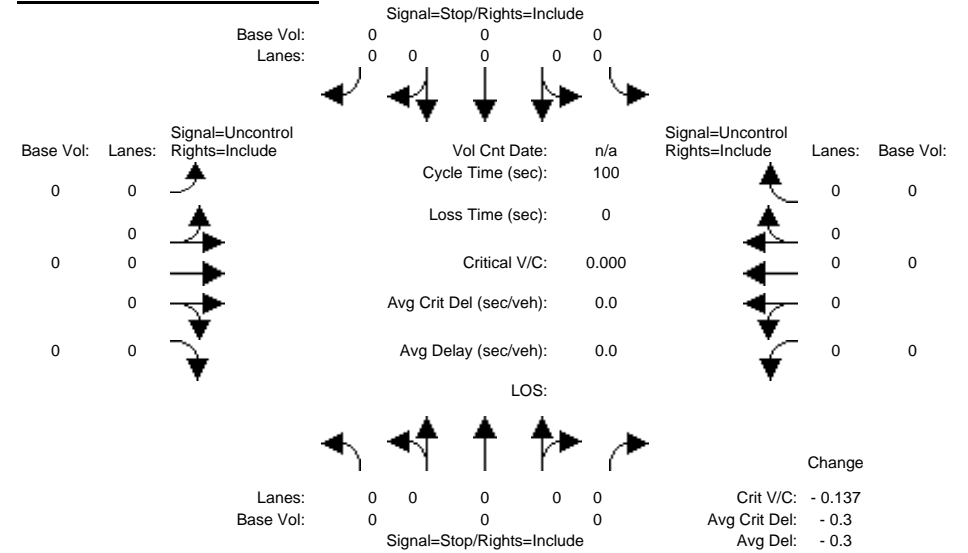 Signal=Stop/Rights=Include
Base Vol: 0 0 0
Lanes: 0 0 0 0 0
Signal=Uncontrol
Base Vol: Lanes: Rights=Include
Vol Cnt Date: n/a
Signal=Uncontrol
Rights=Include Lanes: Base Vol:
Cycle Time (sec): 100
0 0
0 0
Loss Time (sec): 0
0
0
0 0
Critical V/C: 0.000
0 0
0
Avg Crit Del (sec/veh): 0.0
0
0 0
Avg Delay (sec/veh): 0.0
0 0
LOS:
Lanes: 0 0 0 0 0
Base Vol: 0 0 0
Signal=Stop/Rights=Include
Change
Crit V/C: - 0.137
Avg Crit Del: - 0.3
Avg Del: - 0.3